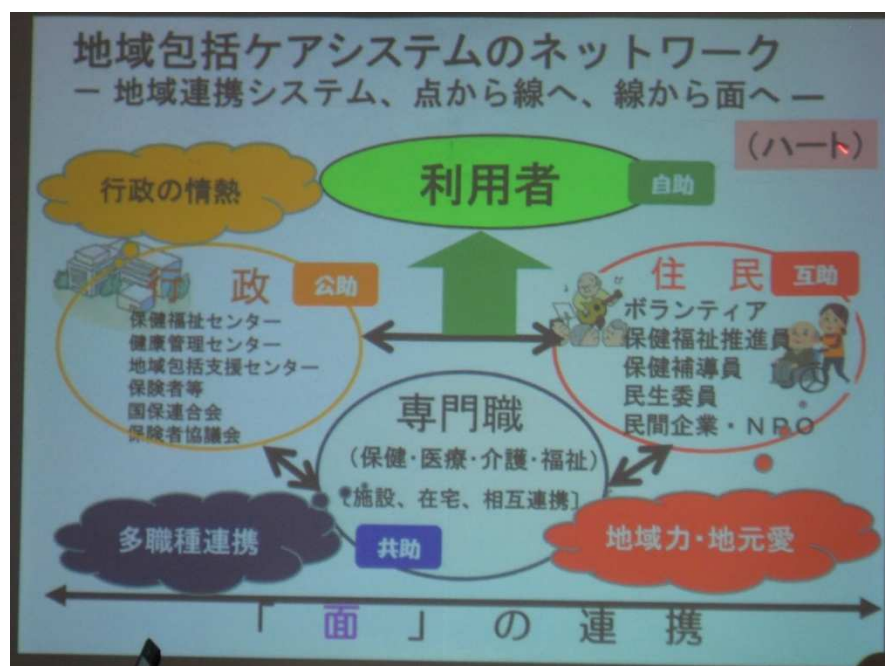 地域包括ケアシステムのネットワーク
― 地域連携システム、点から線へ、線から面へ ―
(ハート)
行政の情熱
利用者
自助
行 政
公助
保健福祉センター
健康管理センター
地域包括支援センター
保険者等
国保連合会
保険者協議会
住 民
互助
ボランティア
保健福祉推進員
保健補導員
民生委員
民間企業・NPO
専門職
(保健・医療・介護・福祉)
[施設、在宅、相互連携]
多職種連携
共助
地域力・地元愛
「 面 」 の 連 携